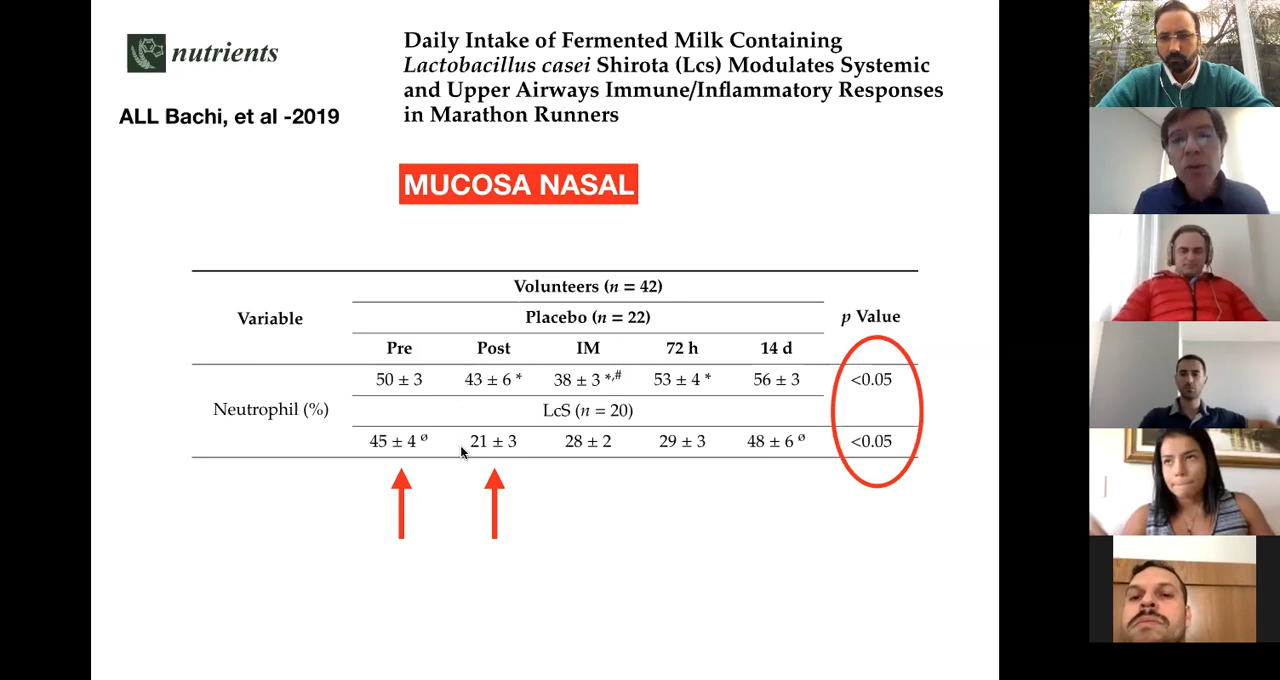 nutrients
ALL Bachi, et al -2019
Daily Intake of Fermented Milk Containing
Lactobacillus casei Shirota (Lcs) Modulates Systemic
and Upper Airways Immune/Inflammatory Responses
in Marathon Runners
MUCOSA NASAL
Volunteers (n = 42)
Variable
Placebo (n = 22)
p Value
Pre Post IM 72 h 14 d
50 ± 3 43 ± 6 * 38 ± 3 *,# 53 ± 4 * 56 ± 3 <0.05
Neutrophil (%)
LcS (n = 20)
45 ± 4 ø 21 ± 3 28 ± 2 29 ± 3 48 ± 6 ø <0.05